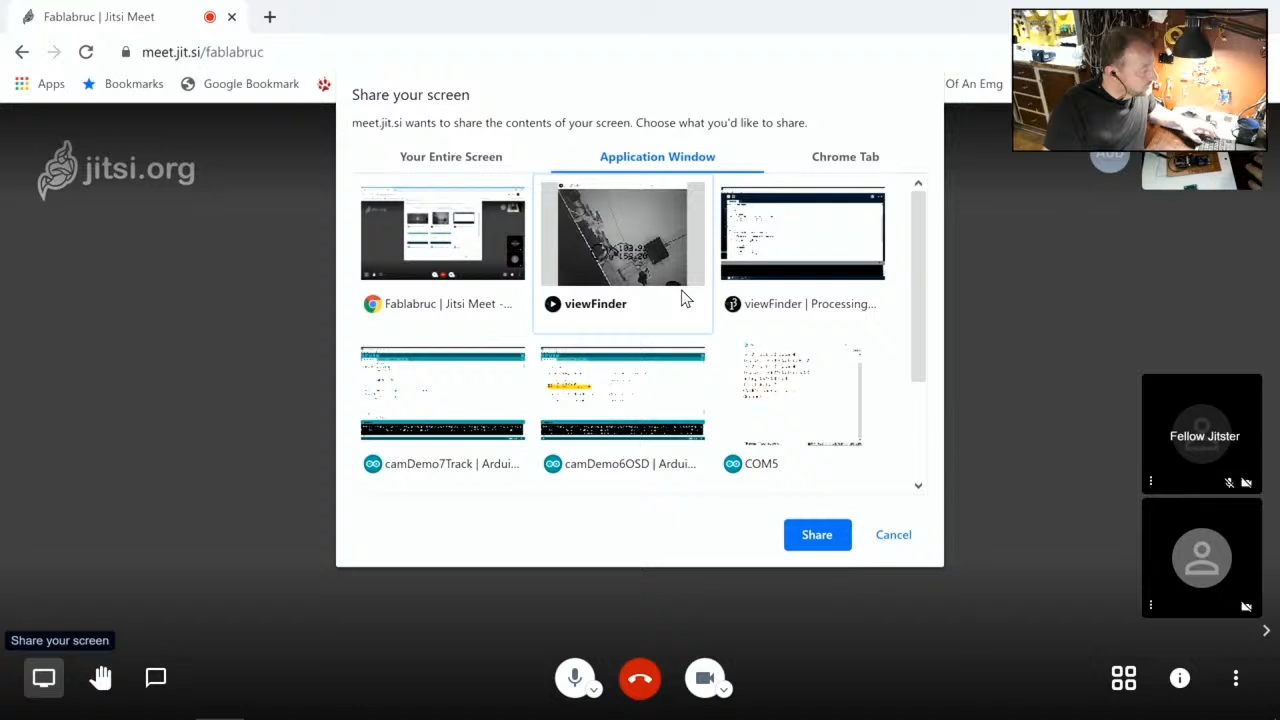 Fablabruc | Jitsi Meet
meet.jit.si/fablabruc
Apps
Bookmarks
Google Bookmark
Of An Emg
jitsi.org
Share your screen
meet.jit.si wants to share the contents of your screen. Choose what you'd like to share.
Your Entire Screen
Application Window
Chrome Tab
Fablabruc | Jitsi Meet -...
viewFinder
viewFinder | Processing...
camDemo7Track | Ardui...
camDemo6OSD | Ardui...
COM5
Share
Cancel
Fellow Jitster
Share your screen